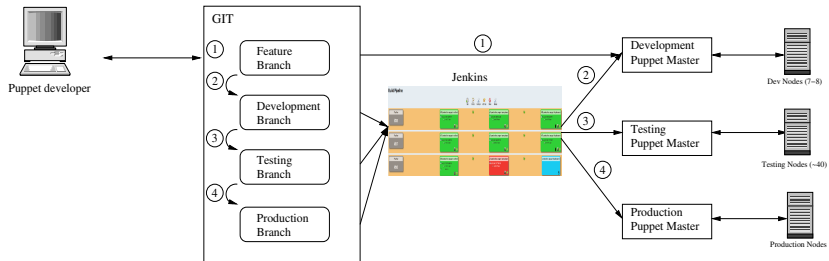 GIT
1
Feature
Branch
2
Development
Branch
3
Testing
Branch
4
Production
Branch
Puppet developer
1
Jenkins
2
3
4
Development
Puppet Master
Testing
Puppet Master
Production
Puppet Master
Dev Nodes (7−8)
Testing Nodes (~40)
Production Nodes